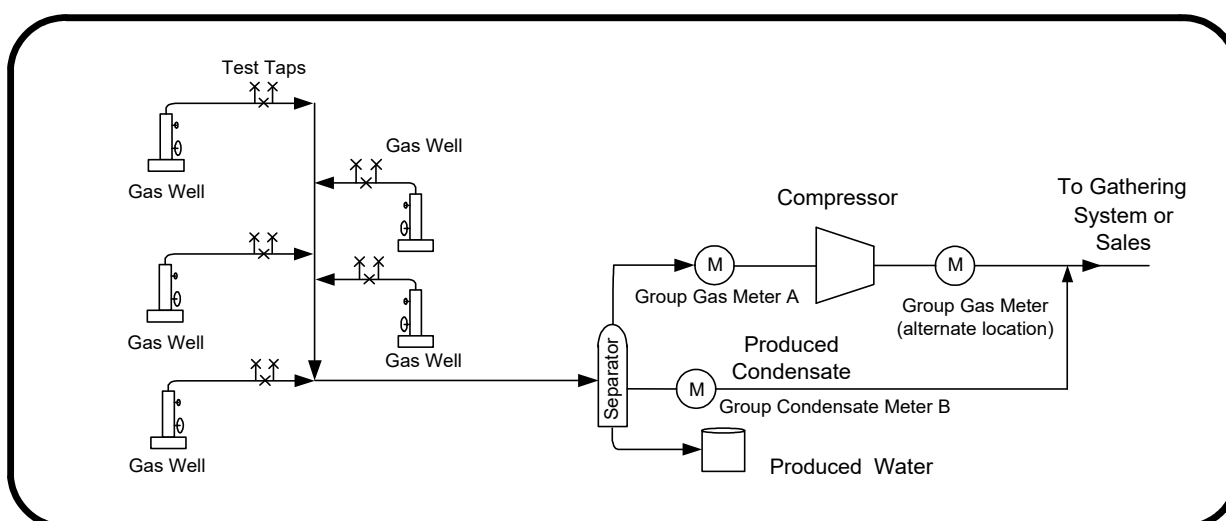 Test Taps
Gas Well
Gas Well
Gas Well
Gas Well
Gas Well
Compressor
To Gathering
System or
Sales
M
M
Group Gas Meter A
Group Gas Meter
(alternate location)
Separator
Produced
Condensate
M
Group Condensate Meter B
Produced Water